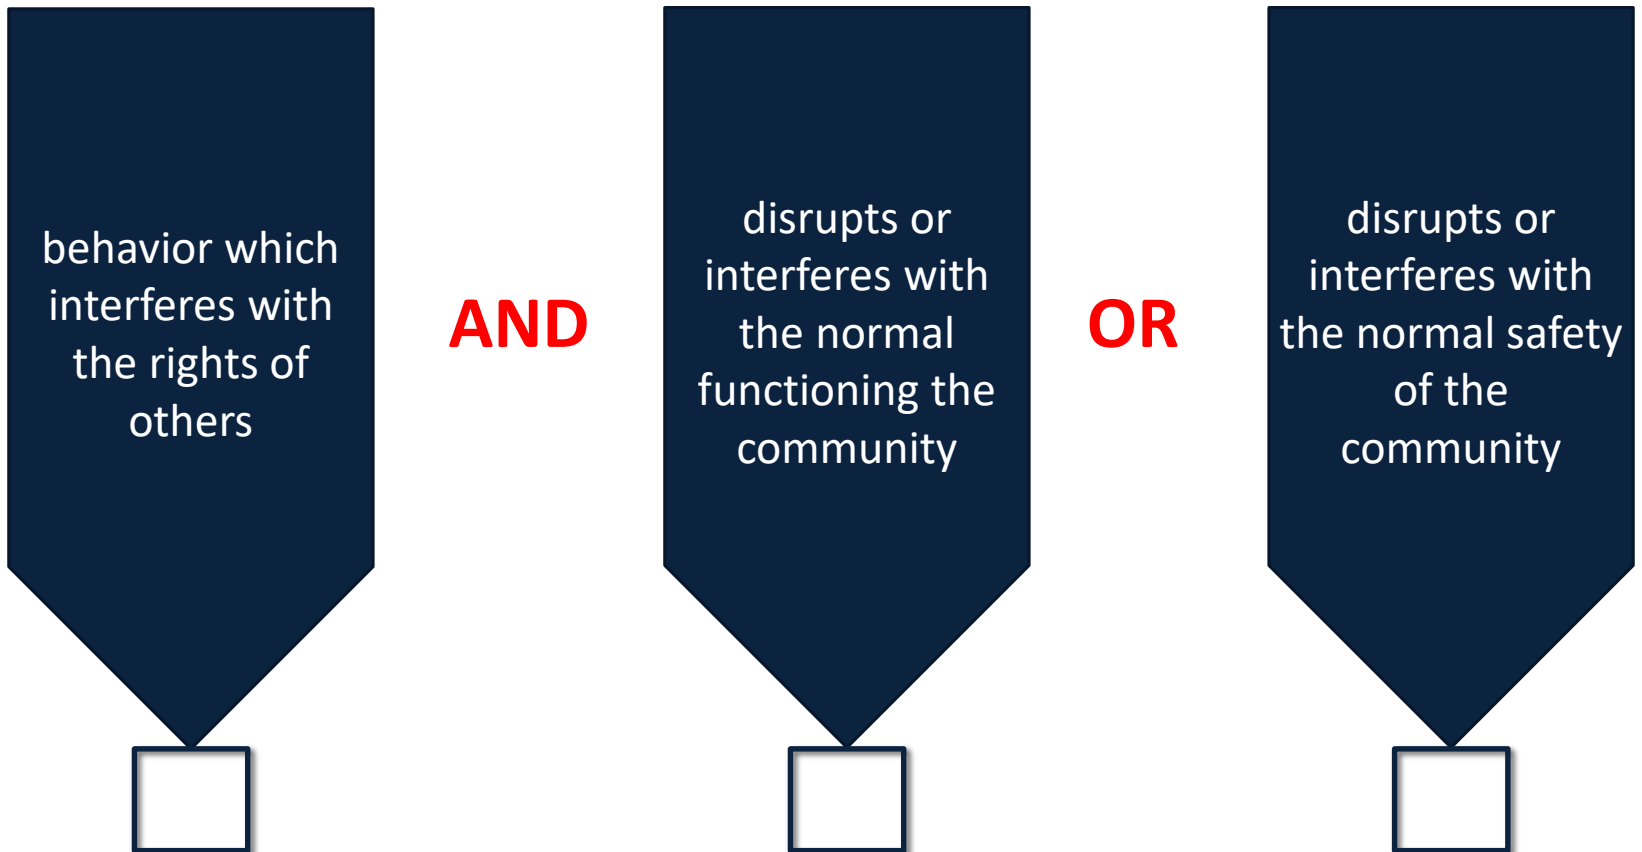 behavior which
interferes with
the rights of
others
AND
disrupts or
interferes with
the normal
functioning the
community
OR
disrupts or
interferes with
the normal safety
of the
community